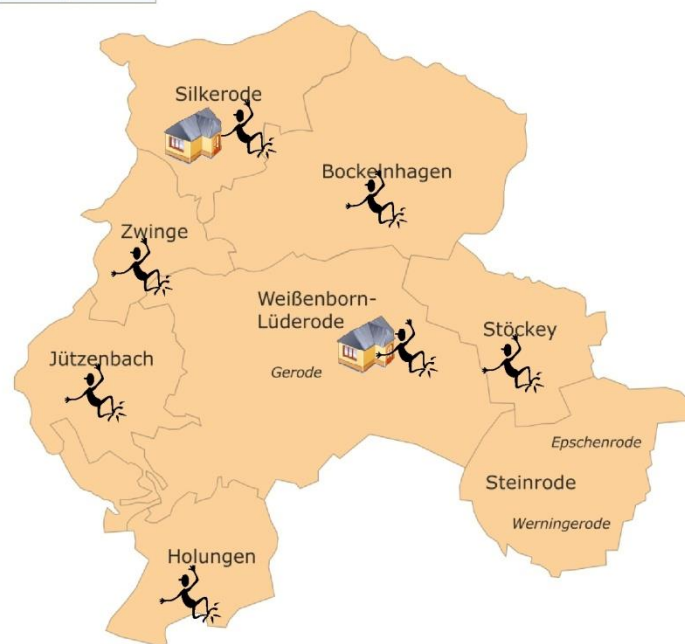 Silkerode
Bockelnhagen
Zwinge
Weißenborn-
Lüderode
Stöckey
Jützenbach
Gerode
Epschenrode
Steinrode
Werningerode
Holungen